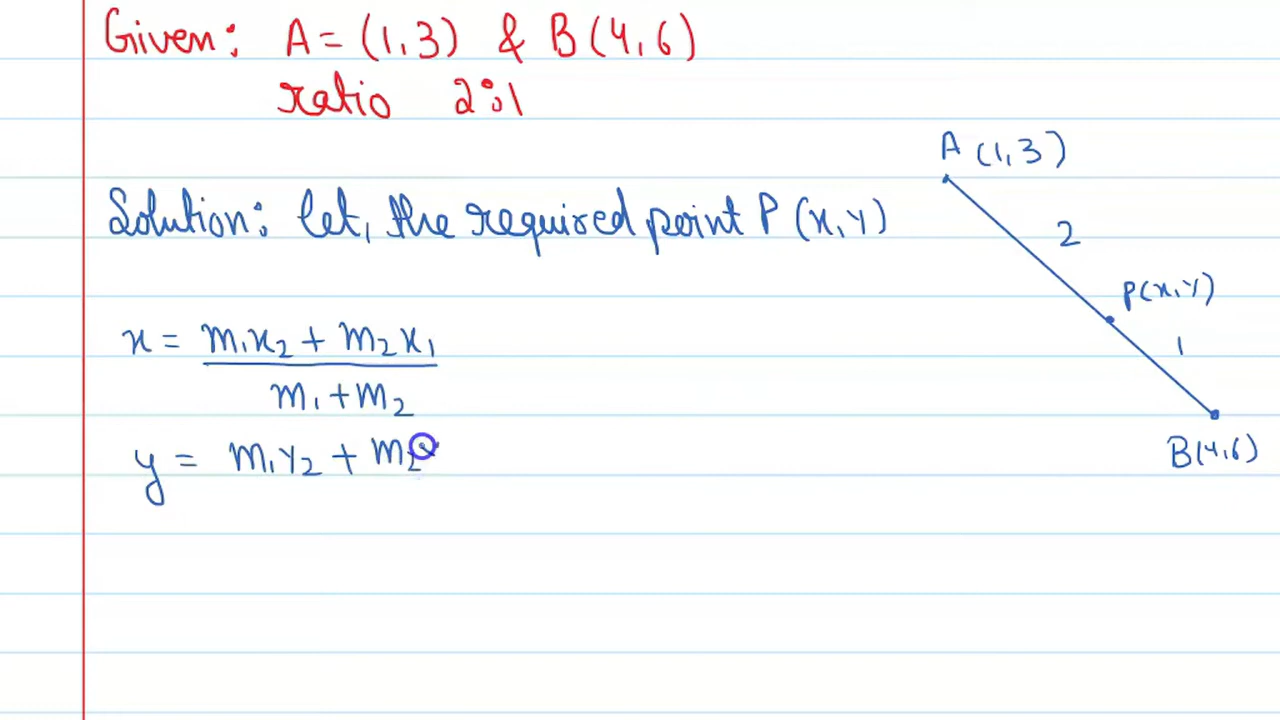 Given: A = (1,3) & B(4,6)
ratio 2:1
Solution: let, the required point P (x,y)
x = m₁x₂ + m₂x₁
m₁ + m₂
y = m₁y₂ + m₂
A (1,3)
2
P(x,y)
1
B(4,6)